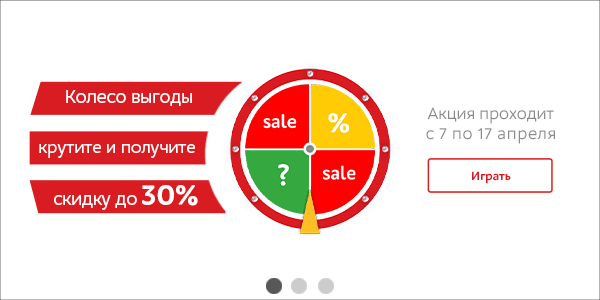 Колесо выгоды
крутите и получите
скидку до 30%
sale
%
?
sale
Акция проходит
с 7 по 17 апреля
Играть